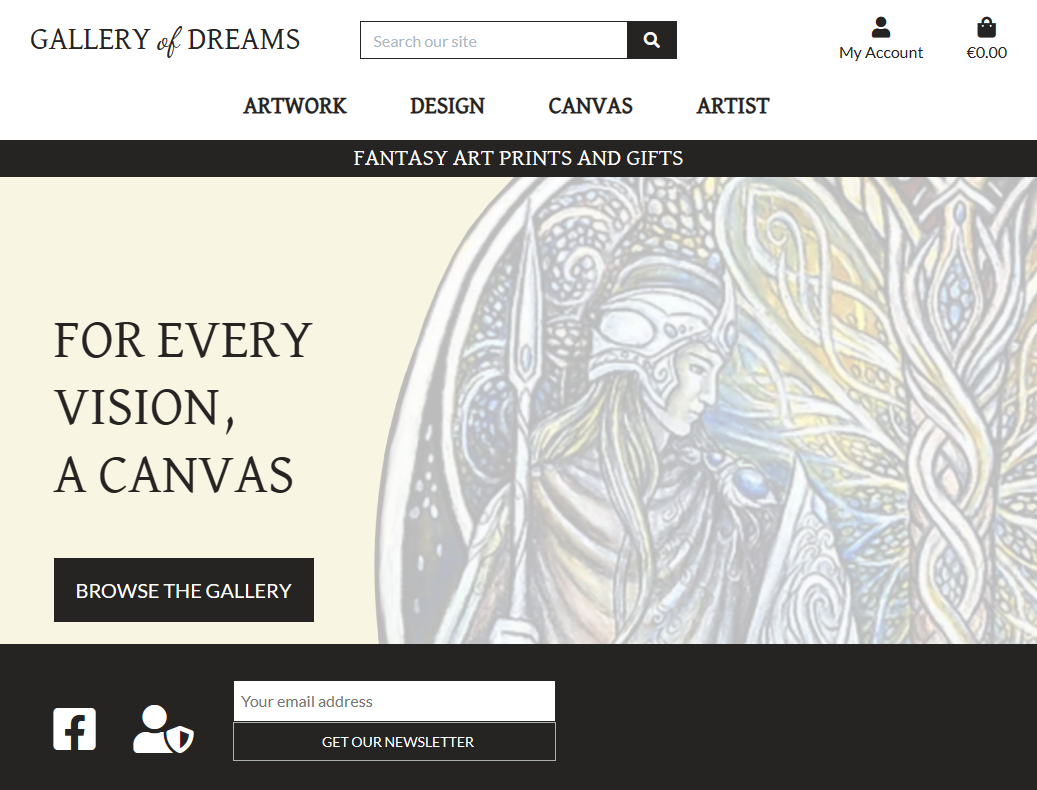 GALLERY of DREAMS
Search our site
My Account
€0.00
ARTWORK DESIGN CANVAS ARTIST
FANTASY ART PRINTS AND GIFTS
FOR EVERY
VISION,
A CANVAS
BROWSE THE GALLERY
Your email address
GET OUR NEWSLETTER